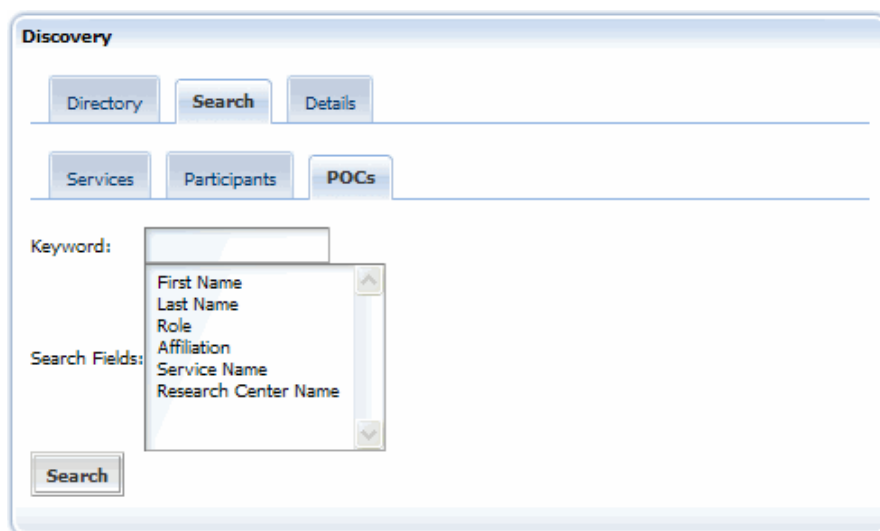 Discovery
Directory Search Details
Services Participants POCs
Keyword:
First Name
Last Name
Role
Affiliation
Search Fields:
Service Name
Research Center Name
Search